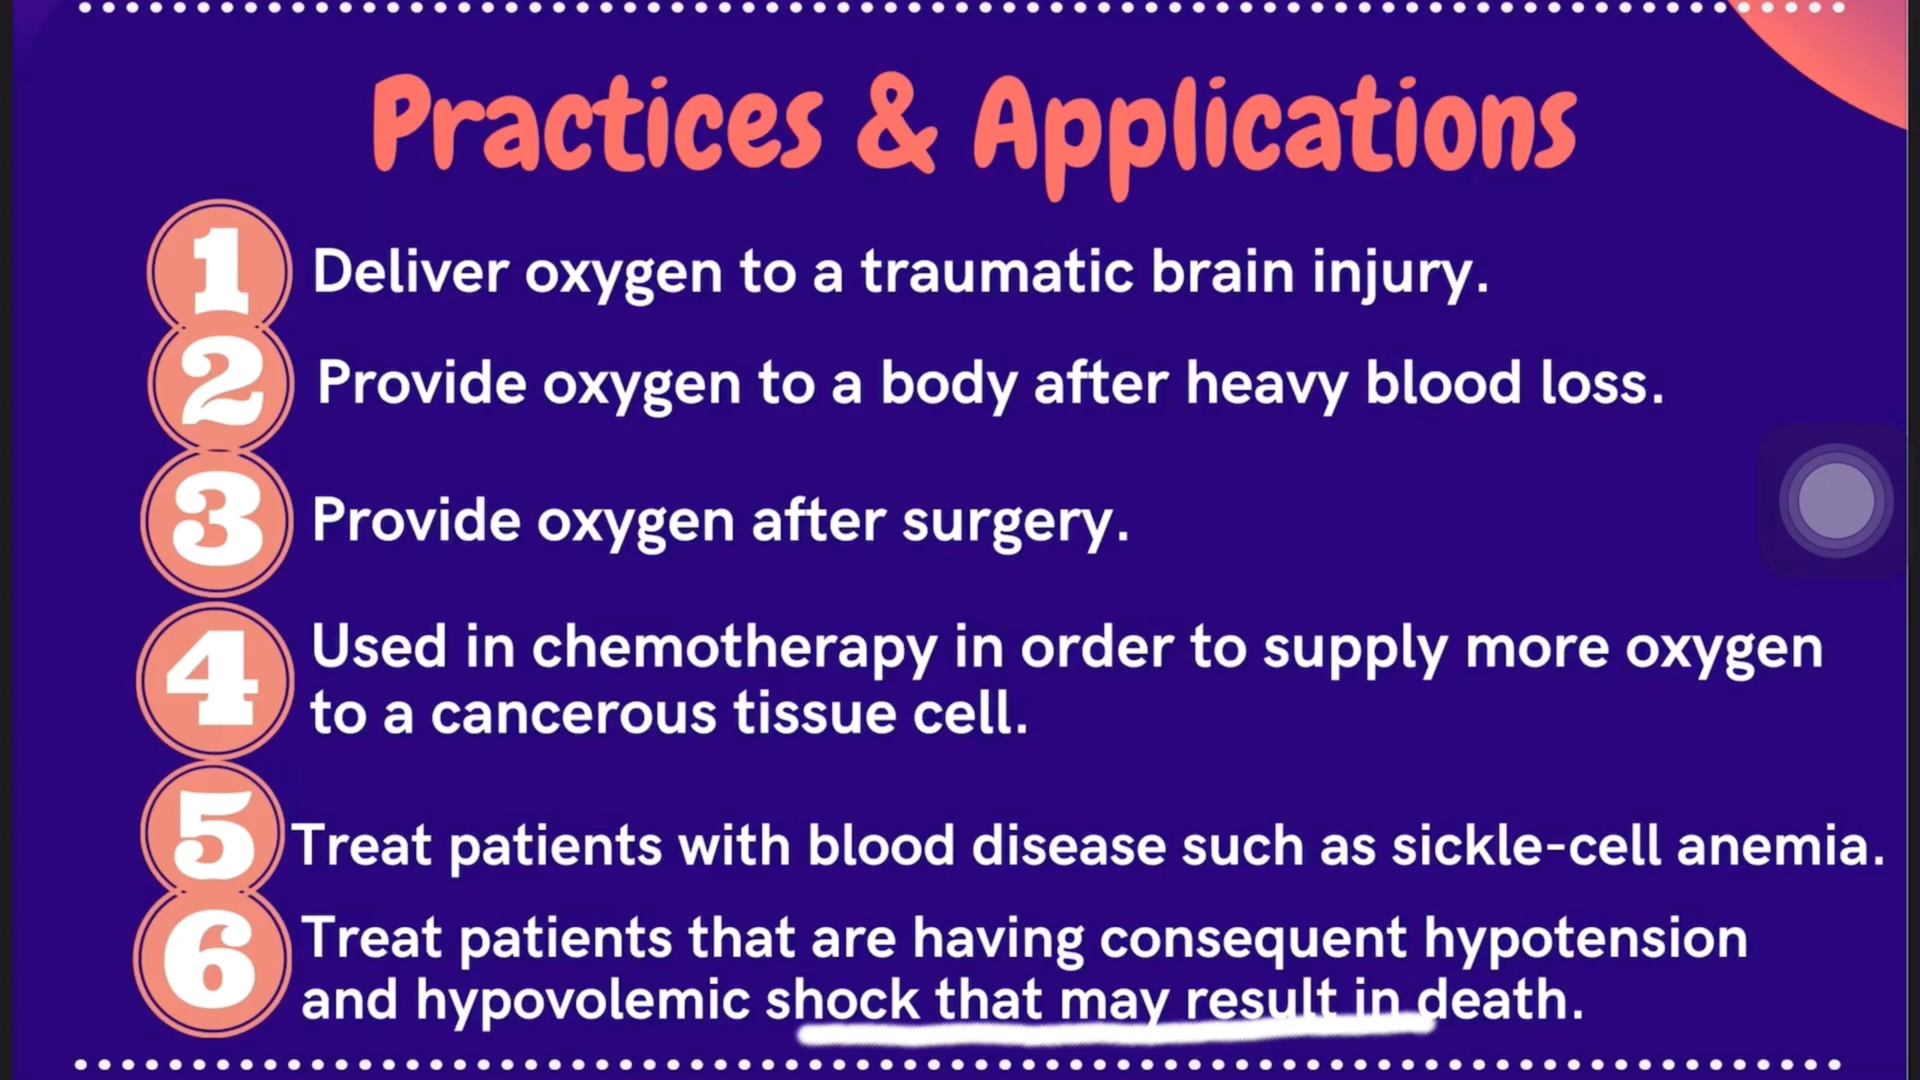 Practices & Applications
1 Deliver oxygen to a traumatic brain injury.
2 Provide oxygen to a body after heavy blood loss.
3 Provide oxygen after surgery.
4 Used in chemotherapy in order to supply more oxygen
to a cancerous tissue cell.
5 Treat patients with blood disease such as sickle-cell anemia.
6 Treat patients that are having consequent hypotension
and hypovolemic shock that may result in death.